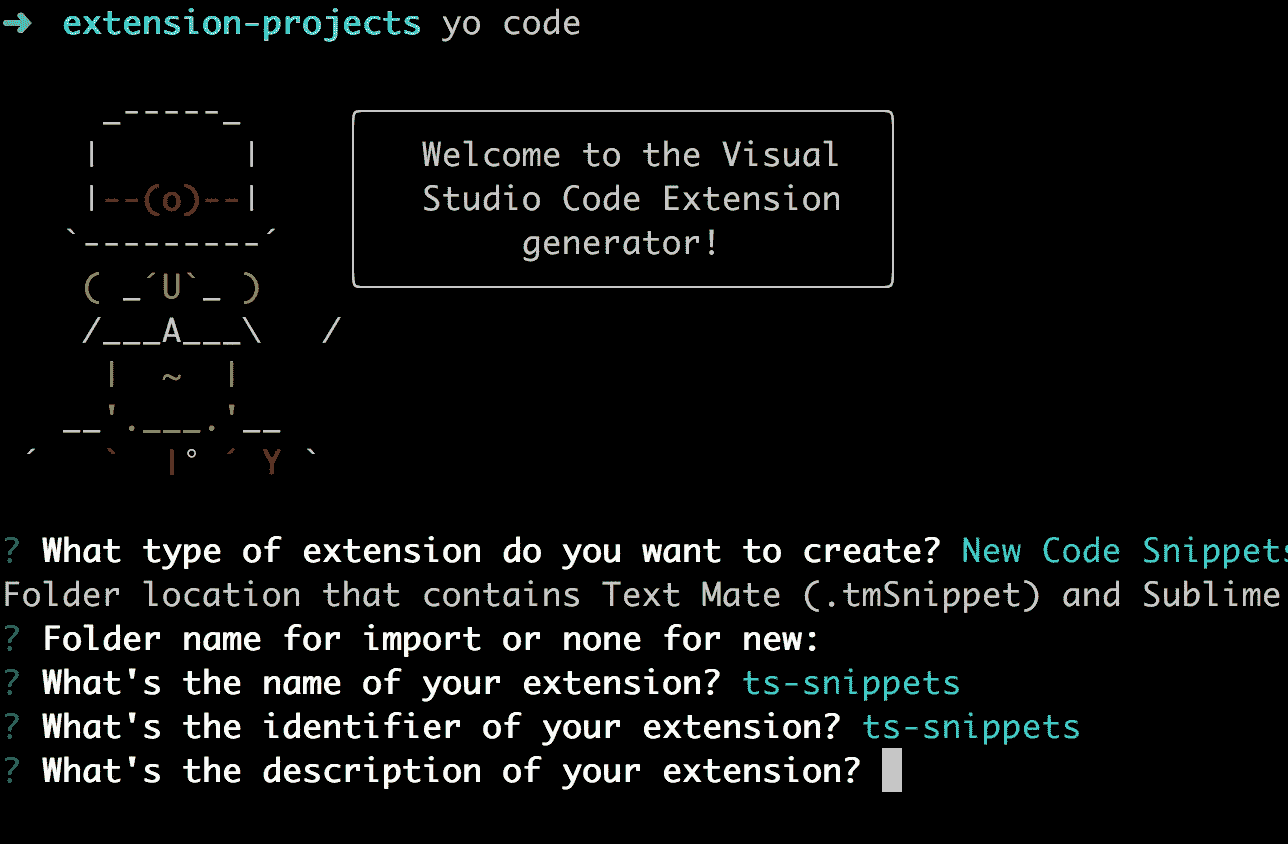 ➜  extension-projects yo code
     _-----_
    |       |
    |--(o)--|
   `---------´
    ( _´U`_ )
    /___A___\   /
     |  ~  |
   __'.___.'__
 ´   `  |° ´ Y `
Welcome to the Visual
Studio Code Extension
generator!
? What type of extension do you want to create? New Code Snippets
Folder location that contains Text Mate (.tmSnippet) and Sublime
? Folder name for import or none for new:
? What's the name of your extension? ts-snippets
? What's the identifier of your extension? ts-snippets
? What's the description of your extension?